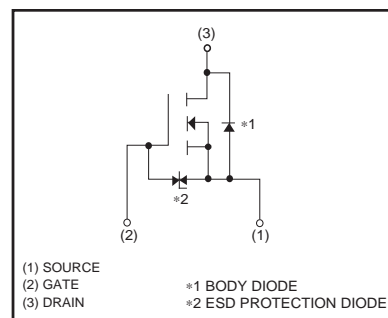 (3)
∗1
∗2
(2)
(1)
(1) SOURCE
(2) GATE
(3) DRAIN
∗1 BODY DIODE
∗2 ESD PROTECTION DIODE